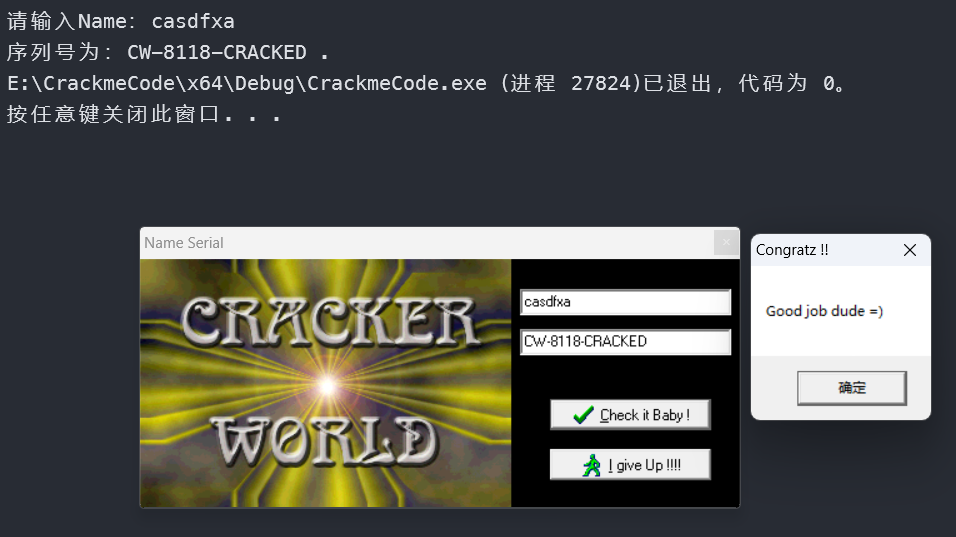 请输入Name: casdfxa
序列号为: CW-8118-CRACKED .
E:\CrackmeCode\x64\Debug\CrackmeCode.exe (进程 27824)已退出，代码为 0。
按任意键关闭此窗口. . .
Name Serial
CRACKER
WORLD
casdfxa
CW-8118-CRACKED
Check it Baby !
I give Up !!!!
Congratz !!
Good job dude =)
确定